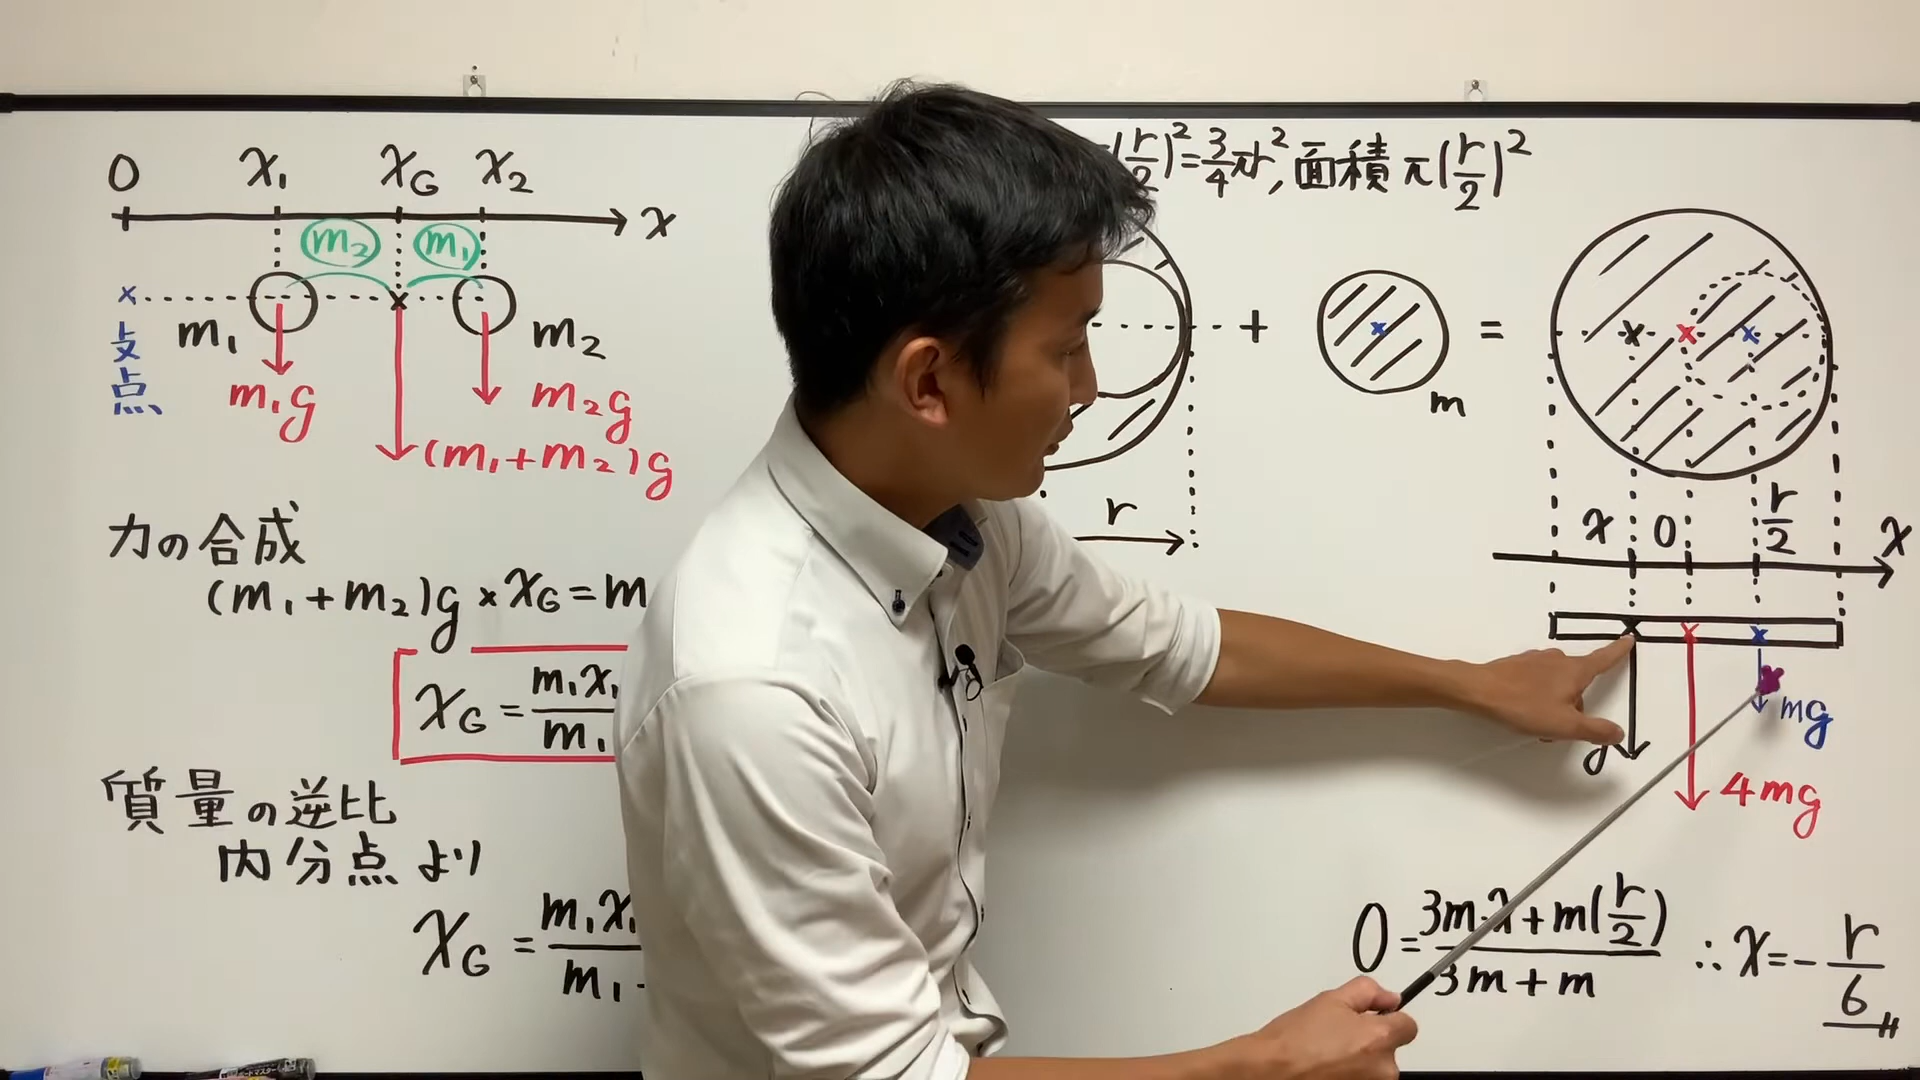 0 x₁ x_G x₂
x
m₂ m₁
支点
m₁ m₂
m₁g m₂g
(m₁+m₂)g
力の合成
(m₁+m₂)g×x_G=m
x_G=m₁x₁/m₁
質量の逆比
内分点より
x_G=m₁x₁/m₁
(r/2)²=3/4πr²,面積π(r/2)²
+ =
m
r
x 0 r/2 x
mg
g
4mg
0=(3m·x+m(r/2))/(3m+m) ∴x=-r/6